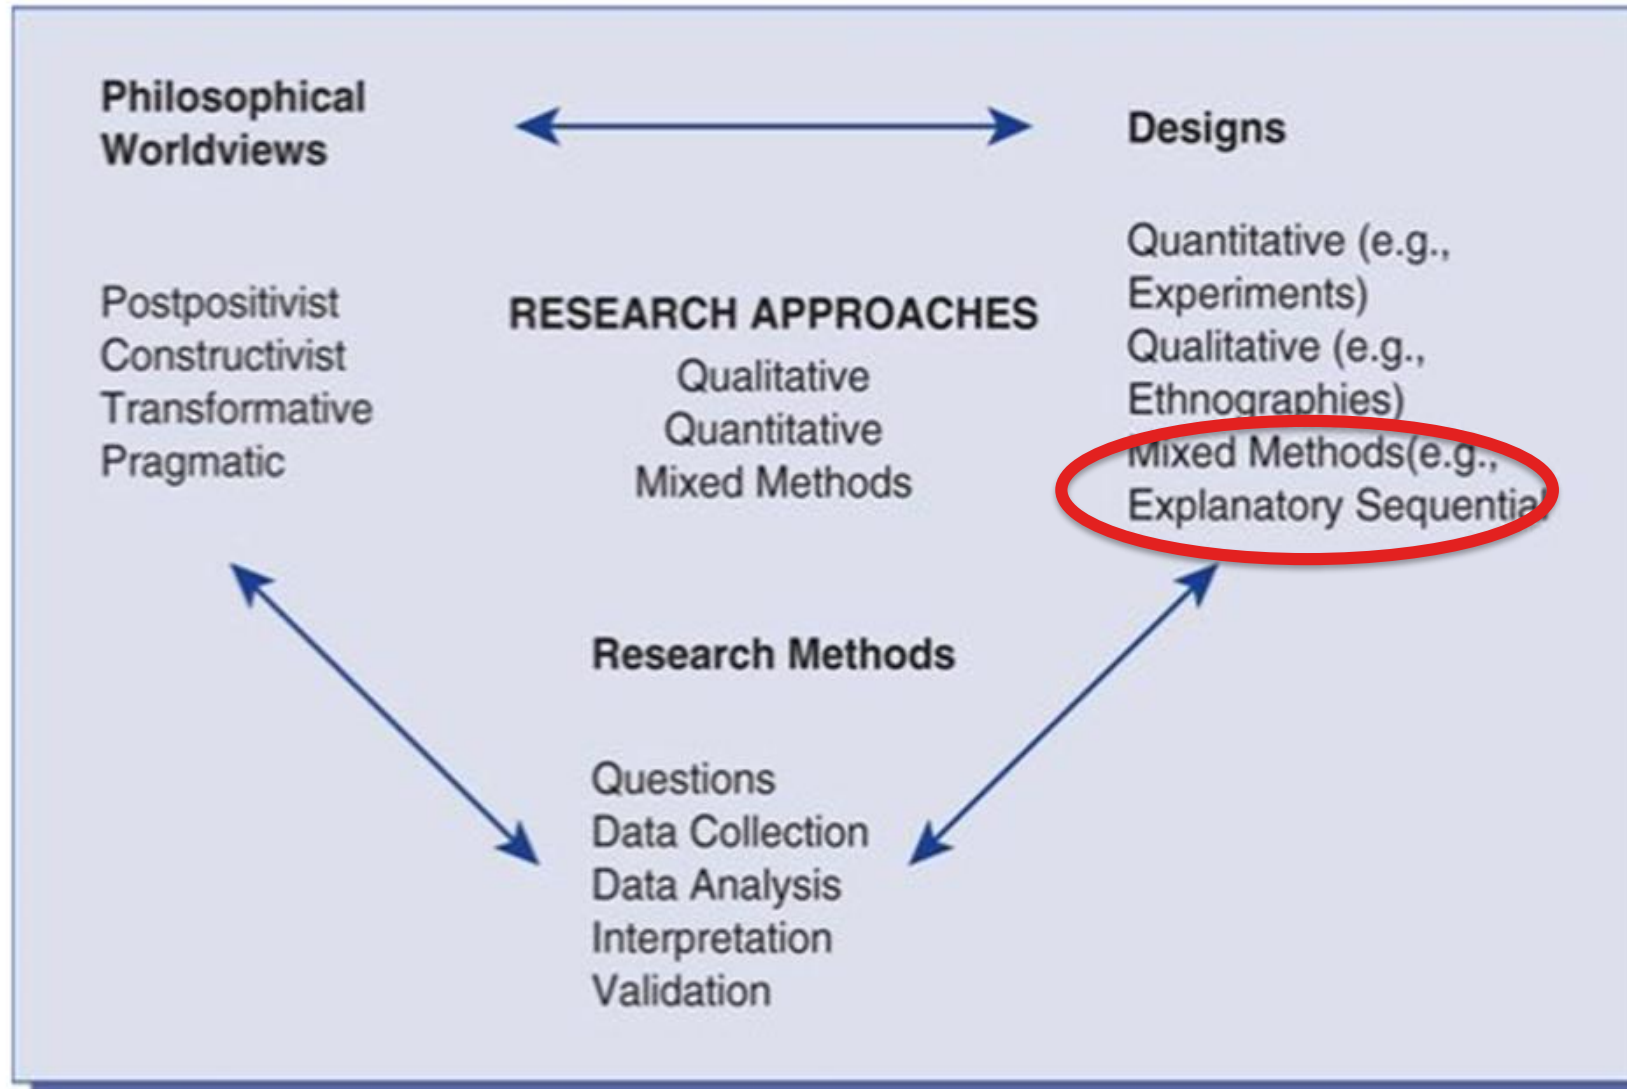 Philosophical
Worldviews
Postpositivist
Constructivist
Transformative
Pragmatic
RESEARCH APPROACHES
Qualitative
Quantitative
Mixed Methods
Designs
Quantitative (e.g.,
Experiments)
Qualitative (e.g.,
Ethnographies)
Mixed Methods(e.g.,
Explanatory Sequential
Research Methods
Questions
Data Collection
Data Analysis
Interpretation
Validation